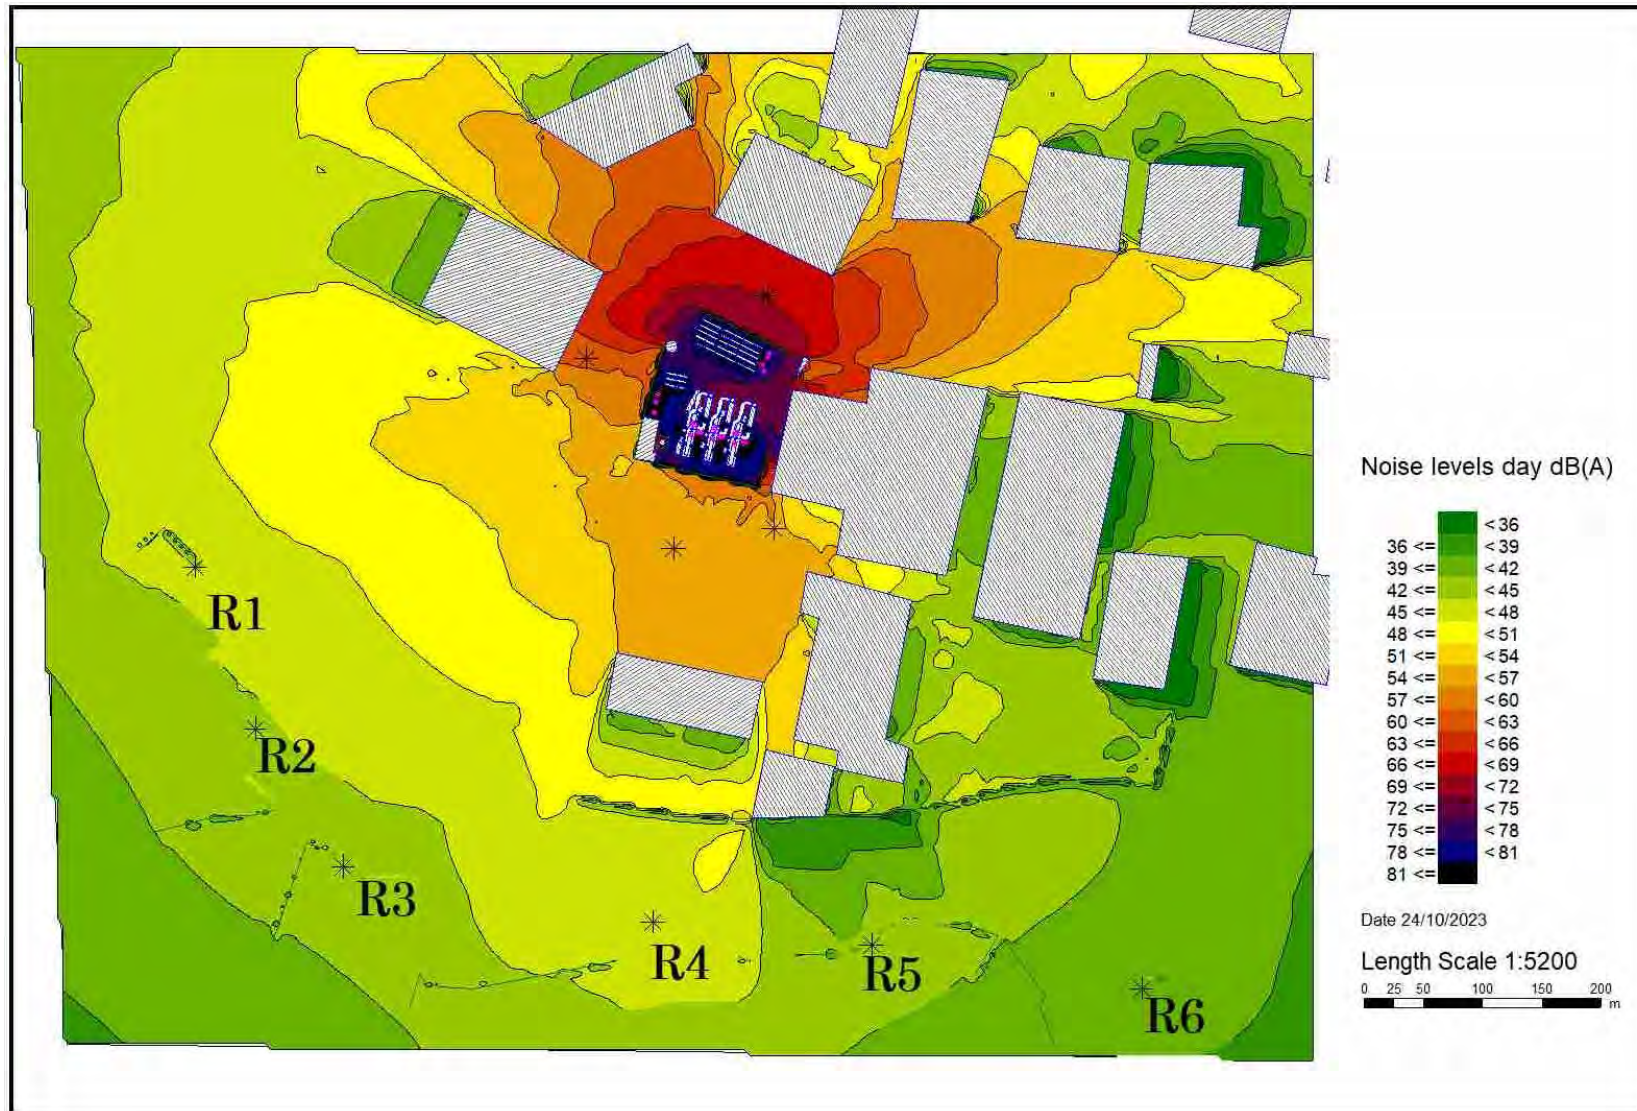 Noise levels day dB(A)
< 36
36 <= < 39
39 <= < 42
42 <= < 45
45 <= < 48
48 <= < 51
51 <= < 54
54 <= < 57
57 <= < 60
60 <= < 63
63 <= < 66
66 <= < 69
69 <= < 72
72 <= < 75
75 <= < 78
78 <= < 81
81 <=
Date 24/10/2023
Length Scale 1:5200
0 25 50 100 150 200
m
R1
R2
R3
R4
R5
R6